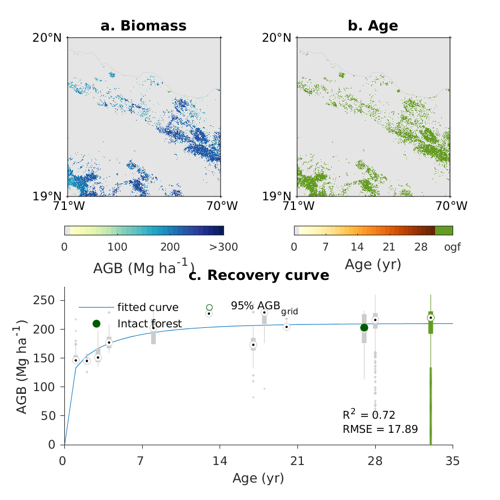 a. Biomass
b. Age
20°N
20°N
19°N
19°N
71°W
70°W
71°W
70°W
0
100
200
>300
0
7
14
21
28
ogf
AGB (Mg ha⁻¹)
Age (yr)
c. Recovery curve
fitted curve
95% AGB_grid
Intact forest
250
200
150
100
50
0
AGB (Mg ha⁻¹)
R² = 0.72
RMSE = 17.89
0
7
14
21
28
35
Age (yr)